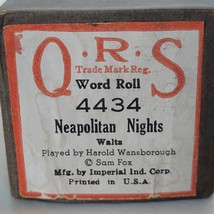 Q·R·S
Trade Mark Reg.
Word Roll
4434
Neapolitan Nights
Waltz
Played by Harold Wansborough
© Sam Fox
Mfg. by Imperial Ind. Corp.
Printed in U.S.A.